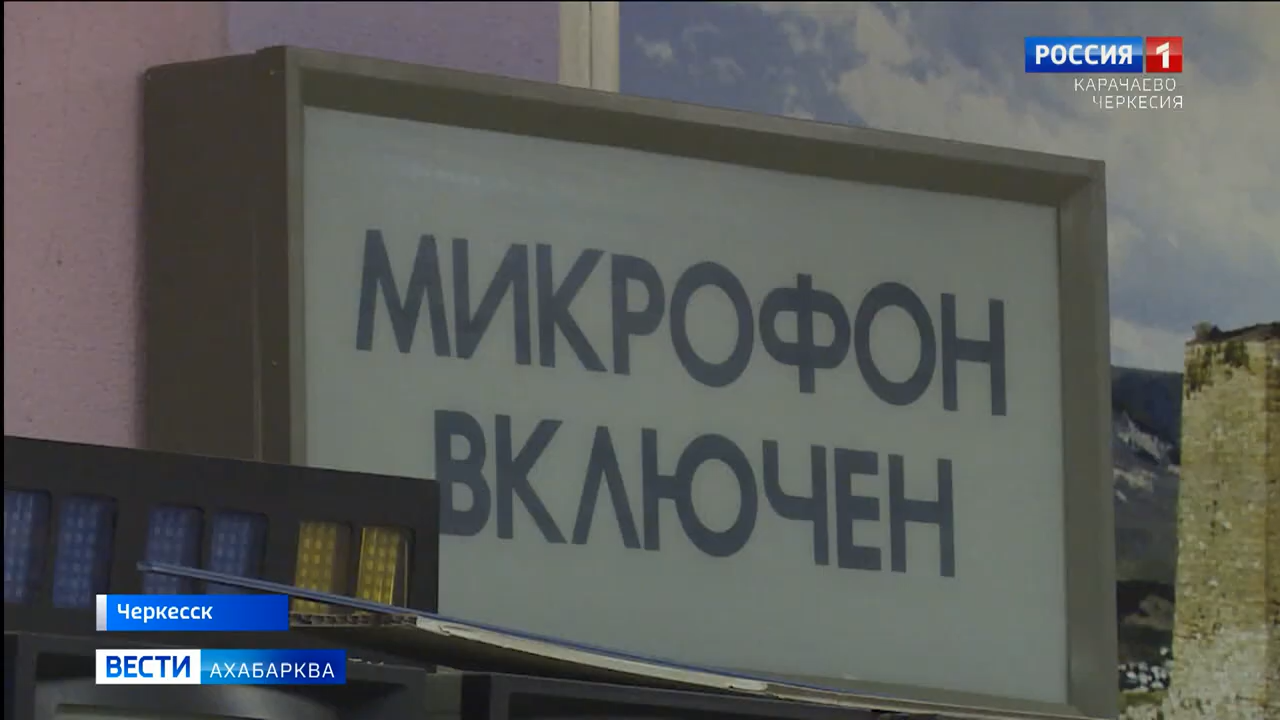 РОССИЯ 1
КАРАЧАЕВО
ЧЕРКЕСИЯ
МИКРОФОН
ВКЛЮЧЕН
Черкесск
ВЕСТИ АХАБАРКВА